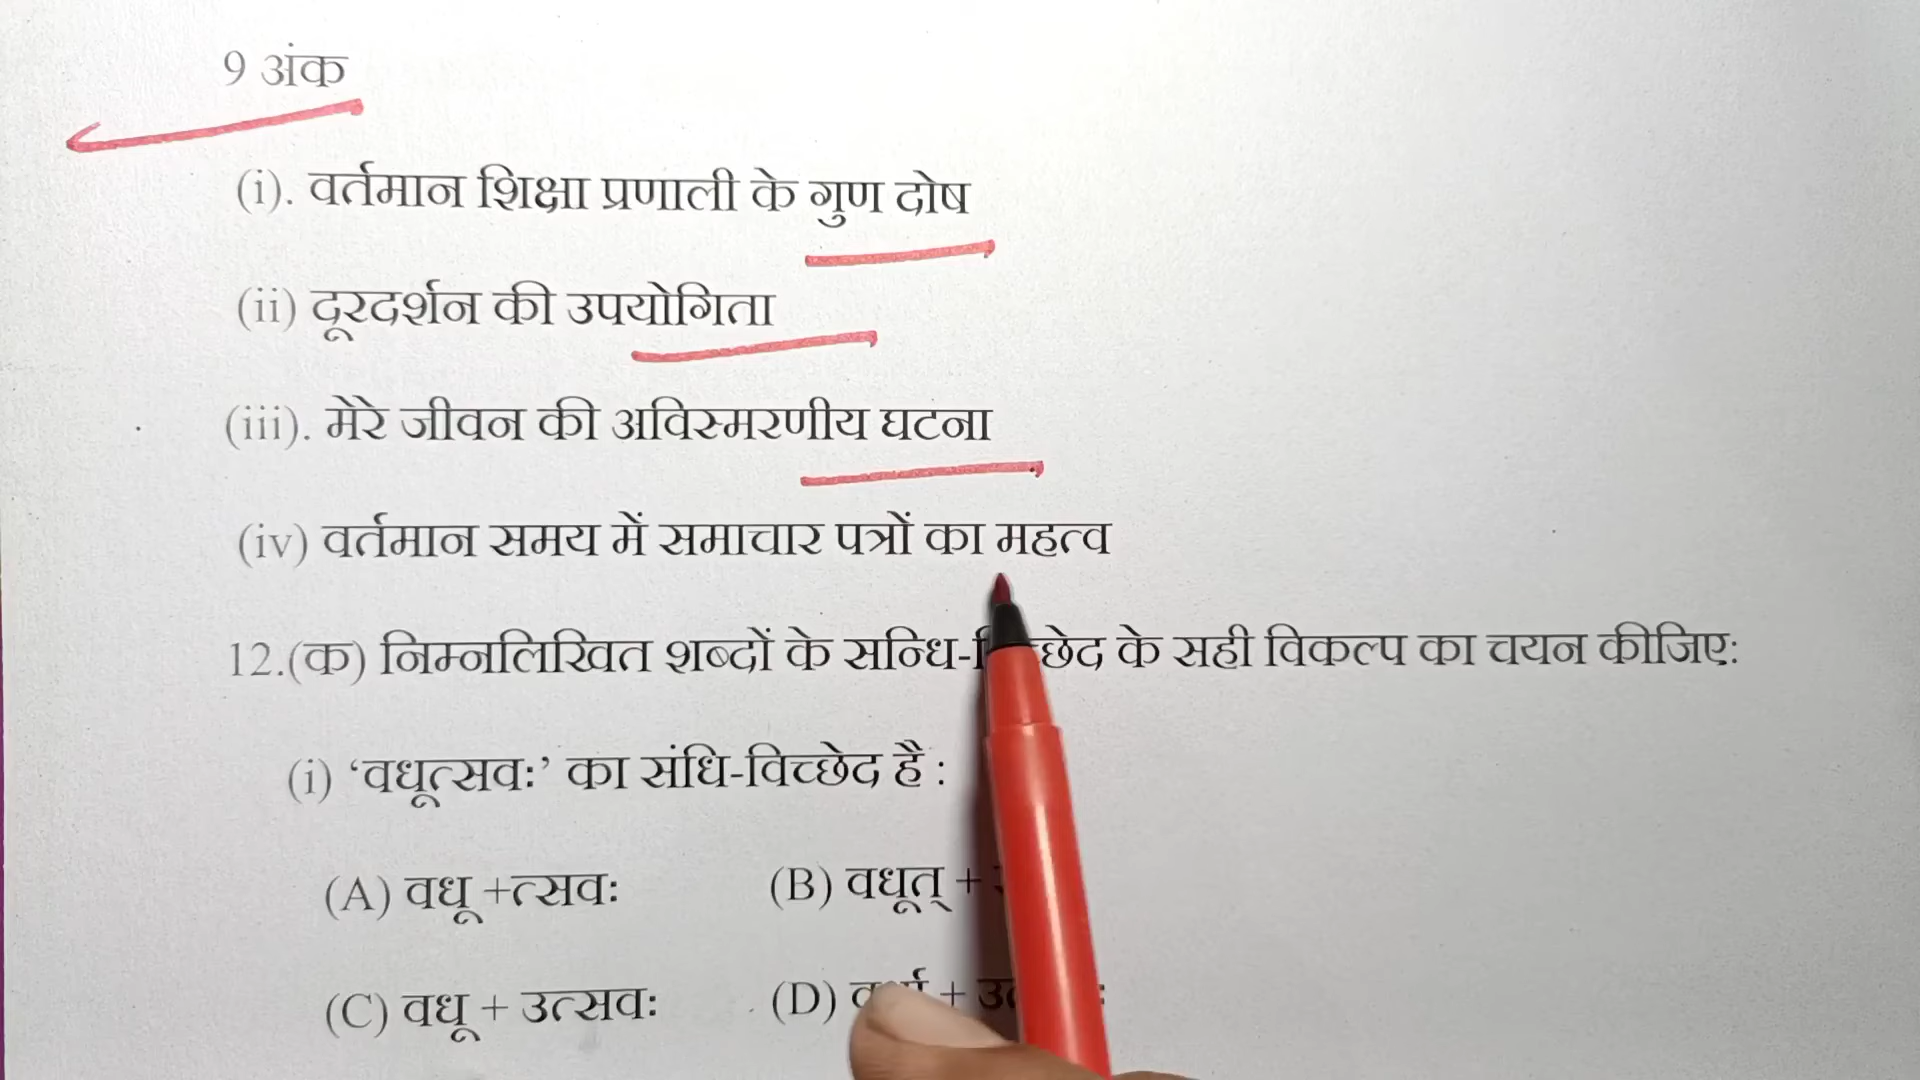 9 अंक
(i). वर्तमान शिक्षा प्रणाली के गुण दोष
(ii) दूरदर्शन की उपयोगिता
(iii). मेरे जीवन की अविस्मरणीय घटना
(iv) वर्तमान समय में समाचार पत्रों का महत्व
12.(क) निम्नलिखित शब्दों के सन्धि-विच्छेद के सही विकल्प का चयन कीजिए:
(i) ‘वधूत्सवः’ का संधि-विच्छेद है :
(A) वधू +त्सवः (B) वधूत् +
(C) वधू + उत्सवः (D) +